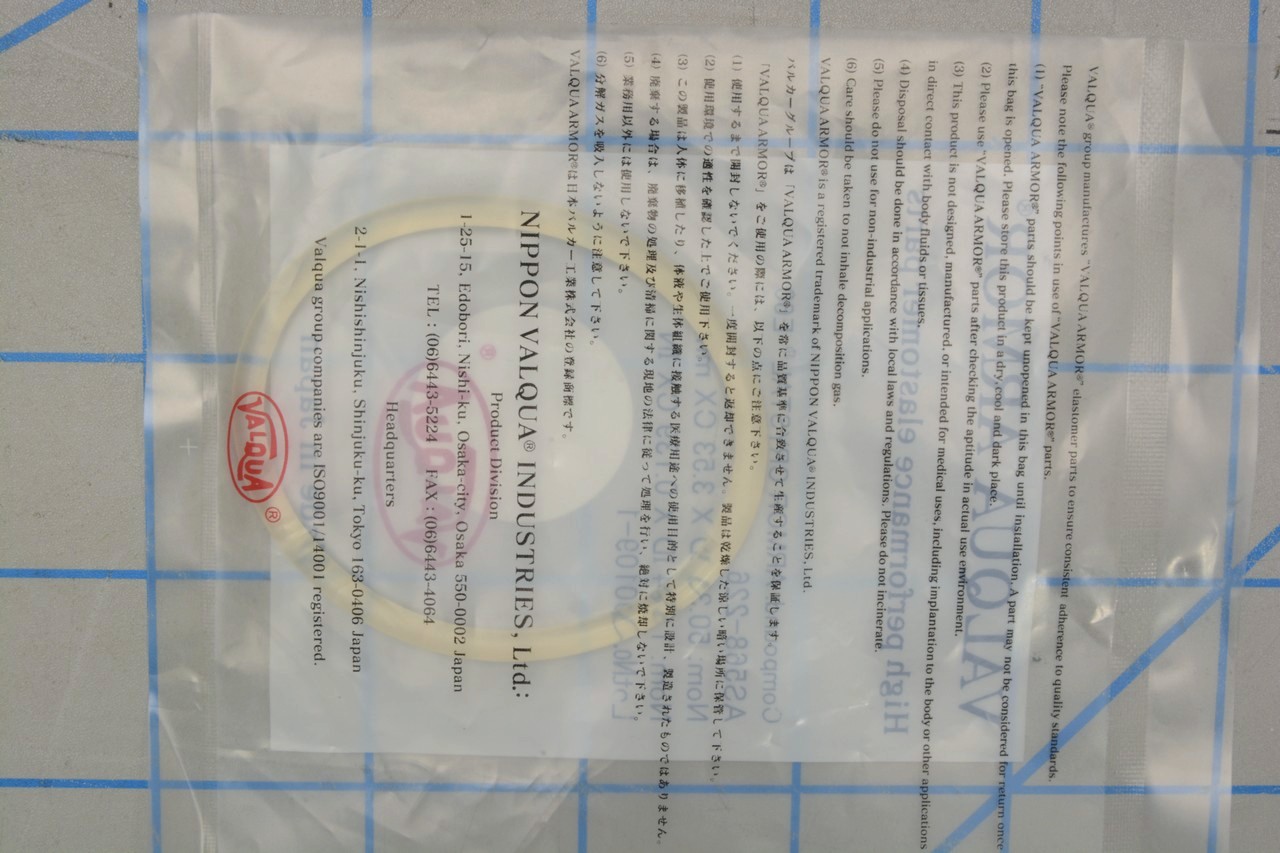 VALQUA® group manufactures "VALQUA ARMOR®" elastomer parts to ensure consistent adherence to quality standards.
Please note the following points in use of "VALQUA ARMOR®" parts.
(1) "VALQUA ARMOR®" parts should be kept unopened in this bag until installation. A part may not be considered for return once
this bag is opened. Please store this product in a dry, cool and dark place.
(2) Please use "VALQUA ARMOR®" parts after checking the aptitude in actual use environment.
(3) This product is not designed, manufactured, or intended for medical uses, including implantation to the body or other applications
in direct contact with body fluids or tissues.
(4) Disposal should be done in accordance with local laws and regulations. Please do not incinerate.
(5) Please do not use for non-industrial applications.
(6) Care should be taken to not inhale decomposition gas.
VALQUA ARMOR® is a registered trademark of NIPPON VALQUA® INDUSTRIES, Ltd.
バルカーグループは「VALQUA ARMOR®」を常に品質基準に合致させて生産することを保証します。
「VALQUA ARMOR®」をご使用の際には、以下の点にご注意下さい。
(1) 使用するまで開封しないでください。一度開封すると返却できません。製品は乾燥した涼しい暗い場所に保管して下さい。
(2) 使用環境での適性を確認した上でご使用下さい。
(3) この製品は人体に移植したり、体液や生体組織に接触する医療用途への使用目的として特別に設計、製造されたものではありません。
(4) 廃棄する場合は、廃棄物の処理及び清掃に関する現地の法律に従って処理を行い、絶対に焼却しないで下さい。
(5) 業務用以外には使用しないで下さい。
(6) 分解ガスを吸入しないように注意して下さい。
VALQUA ARMOR®は日本バルカー工業株式会社の登録商標です。
NIPPON VALQUA® INDUSTRIES, Ltd.:
Product Division
1-25-15, Edobori, Nishi-ku, Osaka-city, Osaka 550-0002 Japan
TEL : (06)6443-5224 FAX : (06)6443-4064
Headquarters
2-1-1, Nishishinjuku, Shinjuku-ku, Tokyo 163-0406 Japan
Valqua group companies are ISO9001/14001 registered.
VALQUA ®
VALQUA ARMOR®
High performance elastomer parts
AS568-226